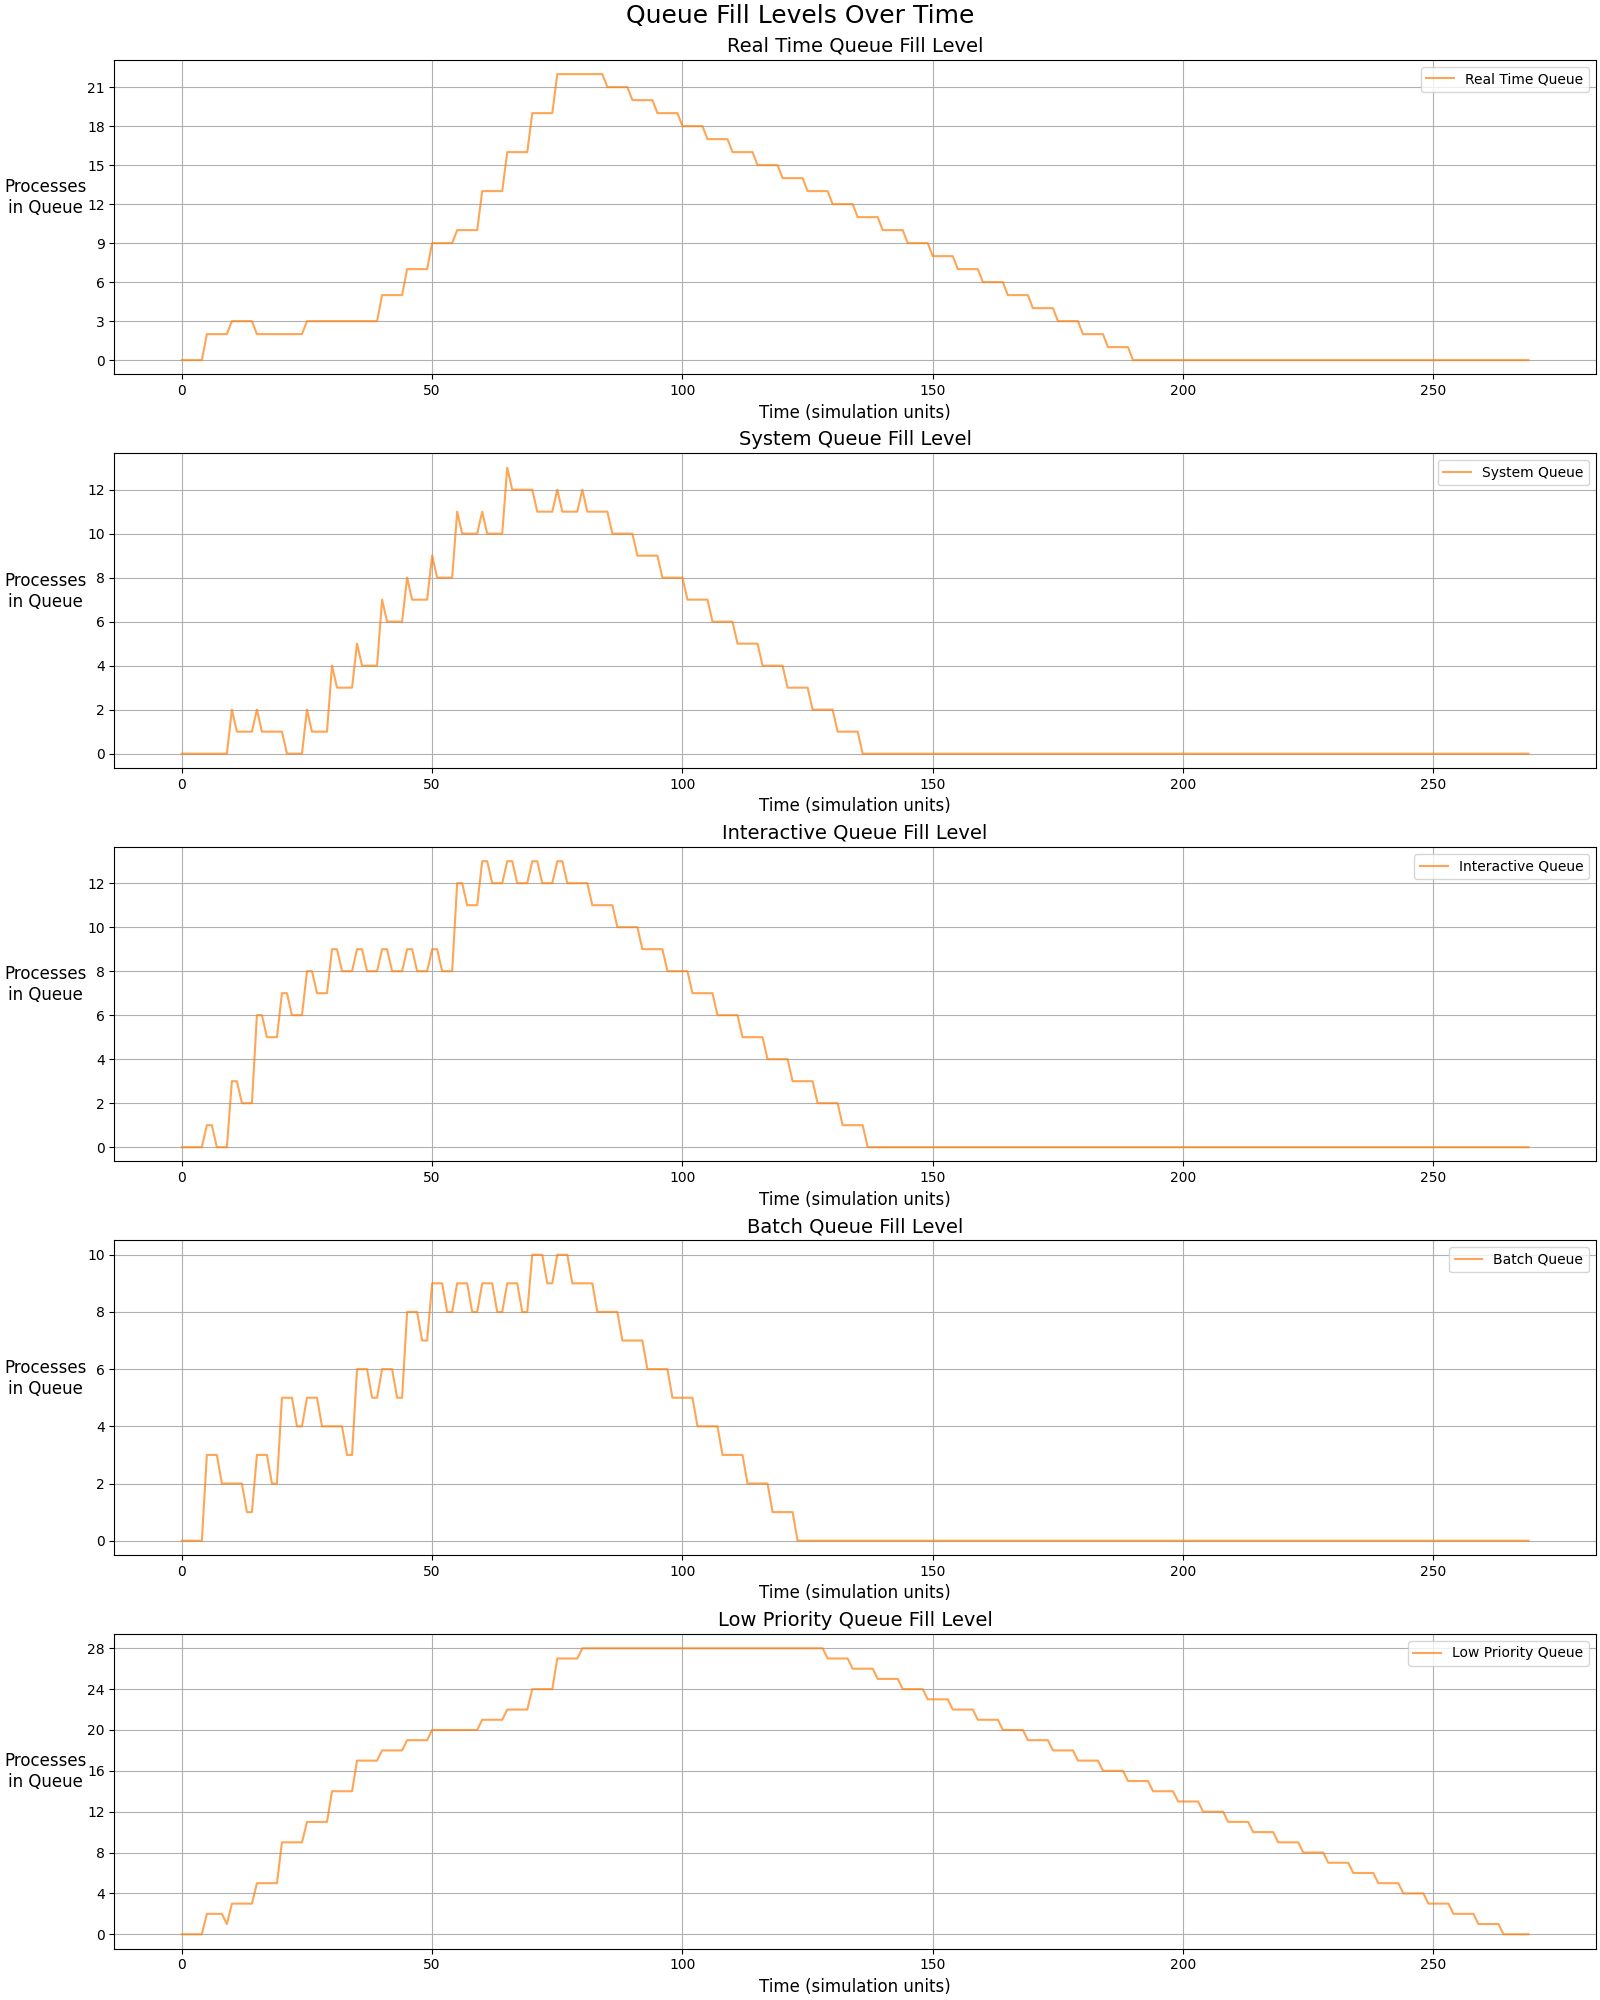 Queue Fill Levels Over Time
Real Time Queue Fill Level
Real Time Queue
21
18
15
12
9
6
3
0
Processes
in Queue
0 50 100 150 200 250
Time (simulation units)
System Queue Fill Level
System Queue
12
10
8
6
4
2
0
Processes
in Queue
0 50 100 150 200 250
Time (simulation units)
Interactive Queue Fill Level
Interactive Queue
12
10
8
6
4
2
0
Processes
in Queue
0 50 100 150 200 250
Time (simulation units)
Batch Queue Fill Level
Batch Queue
10
8
6
4
2
0
Processes
in Queue
0 50 100 150 200 250
Time (simulation units)
Low Priority Queue Fill Level
Low Priority Queue
28
24
20
16
12
8
4
0
Processes
in Queue
0 50 100 150 200 250
Time (simulation units)